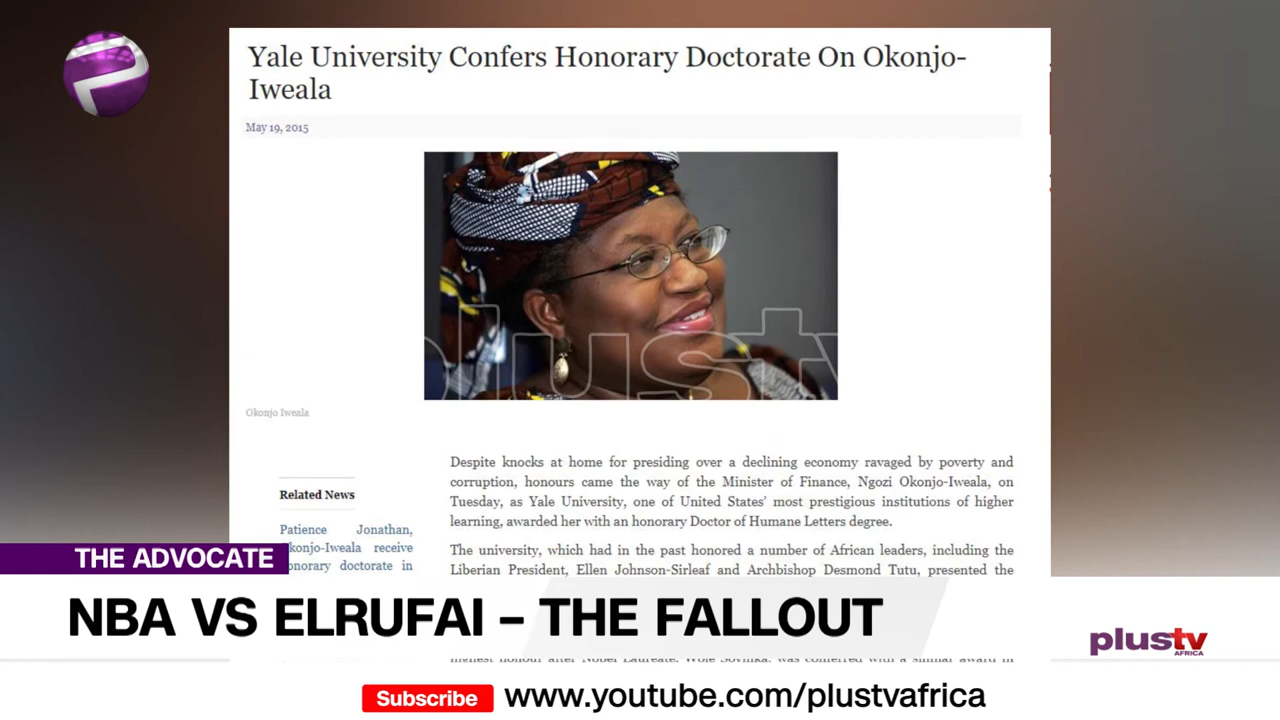 Yale University Confers Honorary Doctorate On Okonjo-
Iweala
May 19, 2015
plustv
Okonjo Iweala
Despite knocks at home for presiding over a declining economy ravaged by poverty and
corruption, honours came the way of the Minister of Finance, Ngozi Okonjo-Iweala, on
Tuesday, as Yale University, one of United States' most prestigious institutions of higher
learning, awarded her with an honorary Doctor of Humane Letters degree.
The university, which had in the past honored a number of African leaders, including the
Liberian President, Ellen Johnson-Sirleaf and Archbishop Desmond Tutu, presented the
Related News
Patience Jonathan,
Okonjo-Iweala receive
honorary doctorate in
THE ADVOCATE
NBA VS ELRUFAI – THE FALLOUT
plustv
AFRICA
Subscribe www.youtube.com/plustvafrica